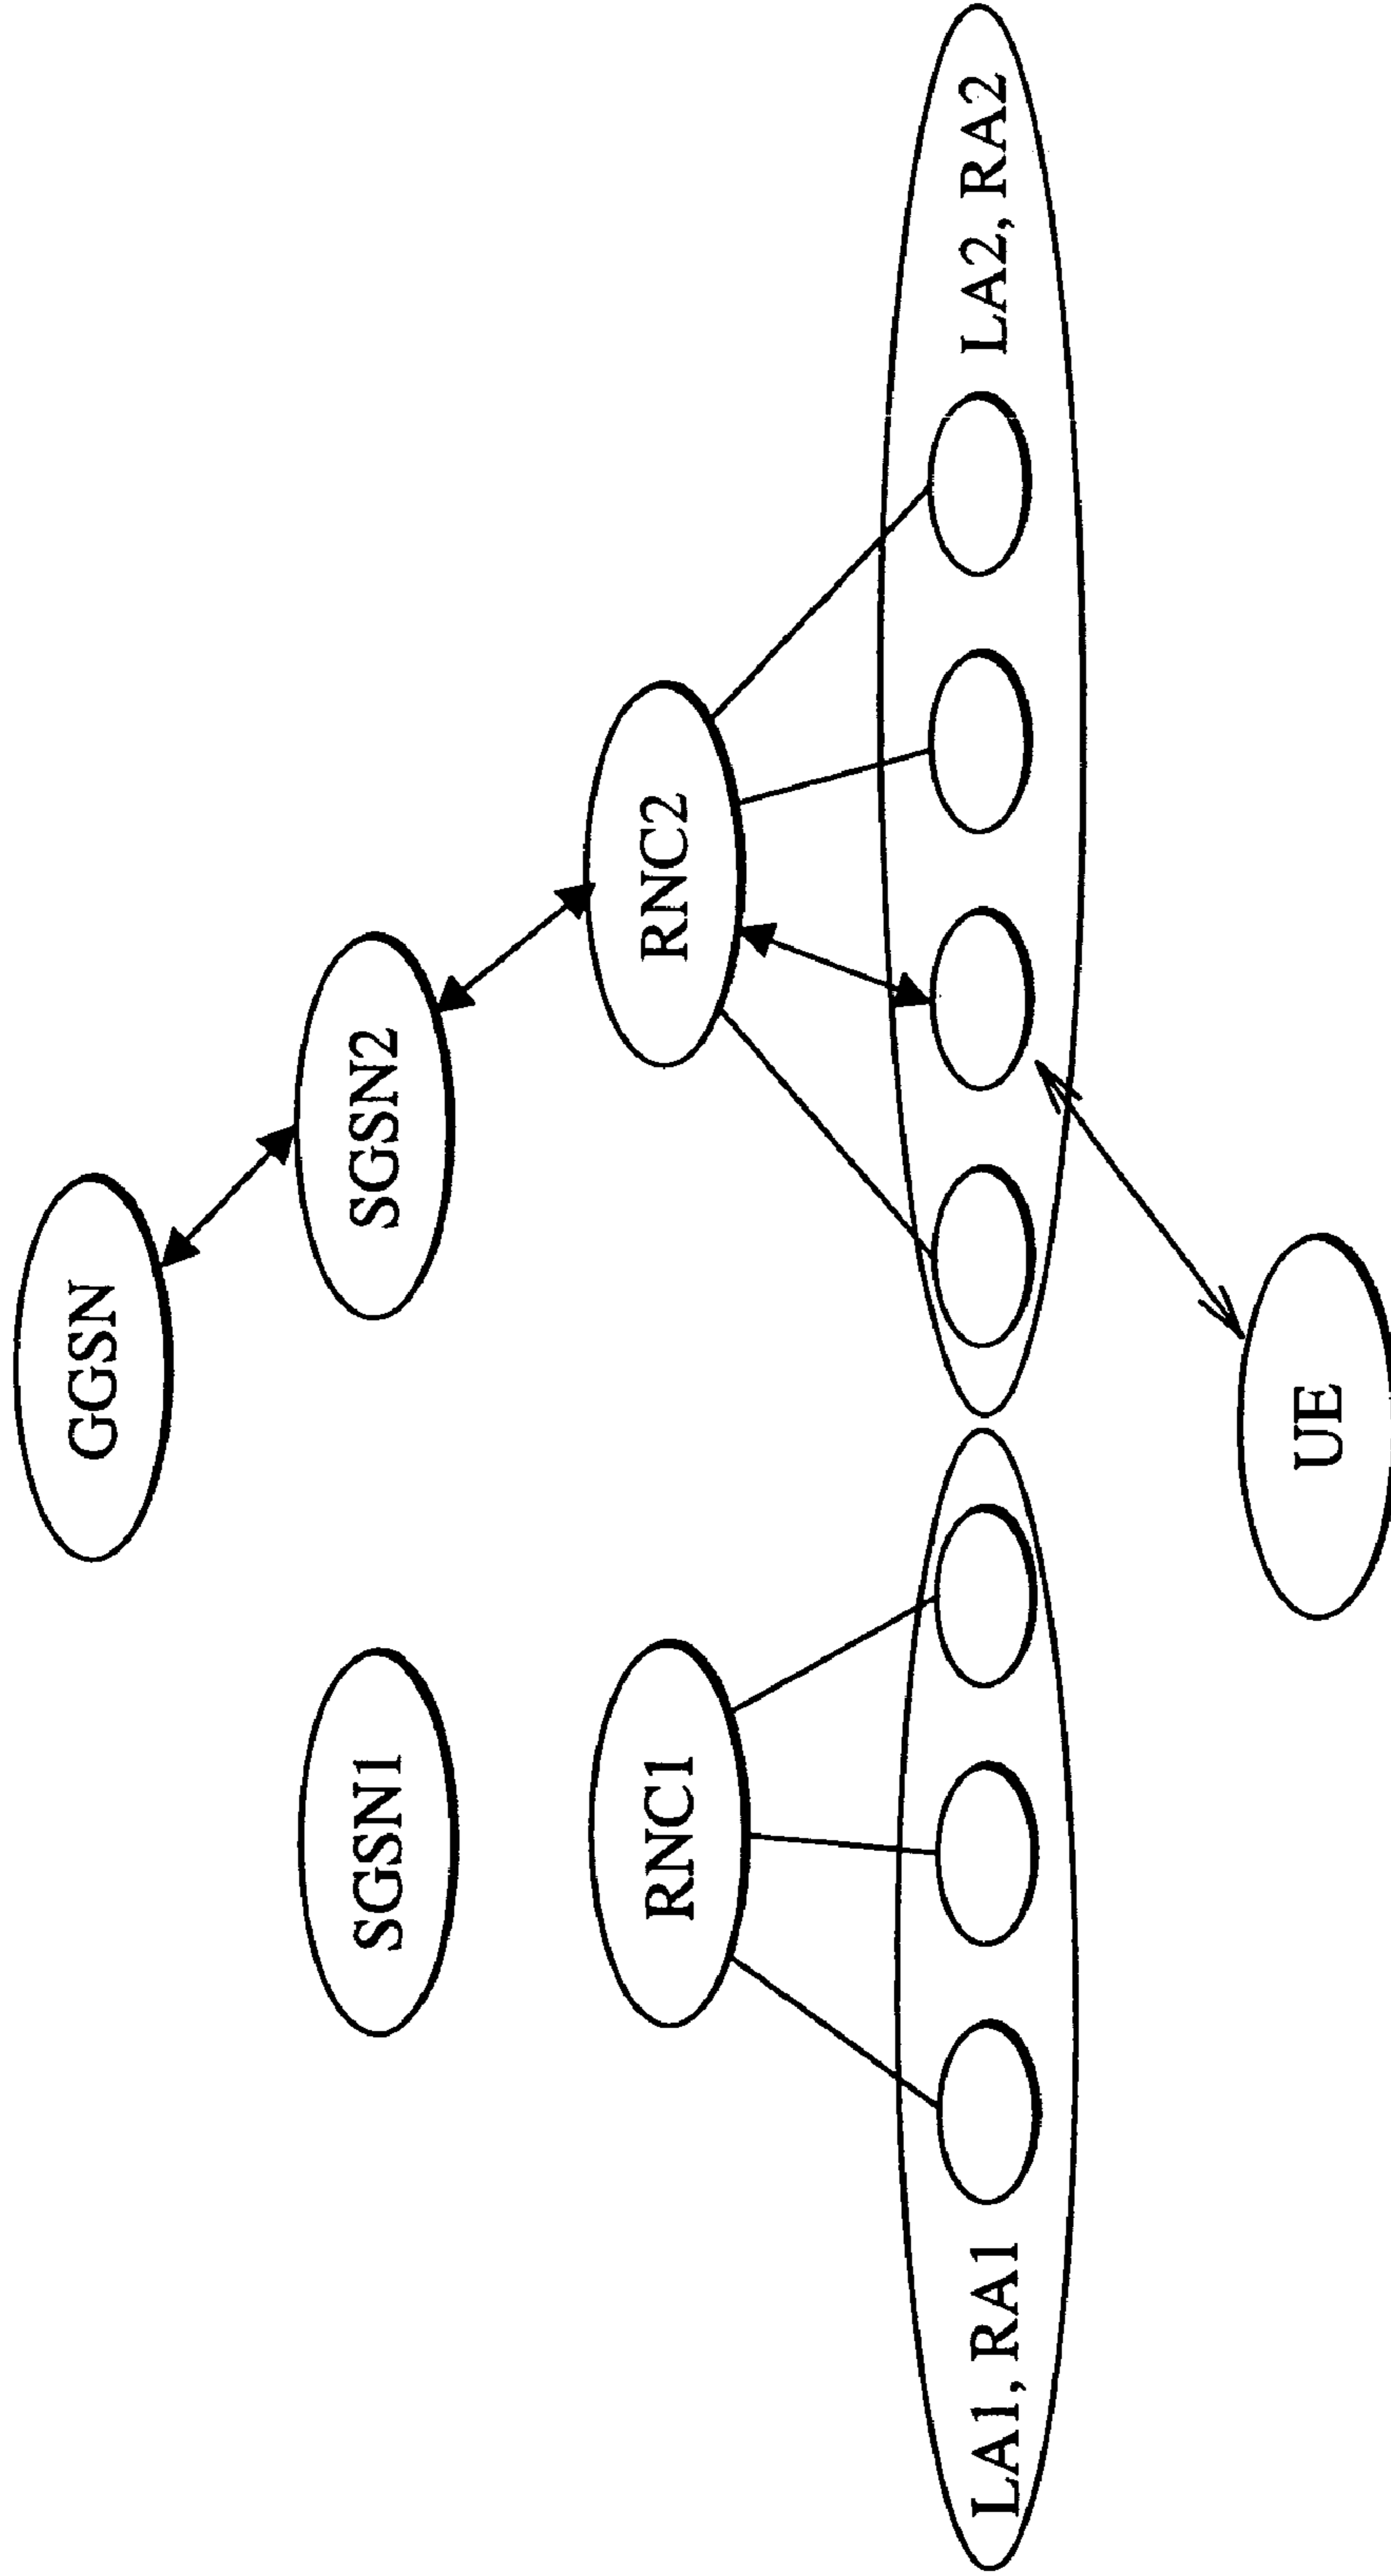 GGSN
SGSN1
SGSN2
RNC1
RNC2
LA1, RA1
LA2, RA2
UE